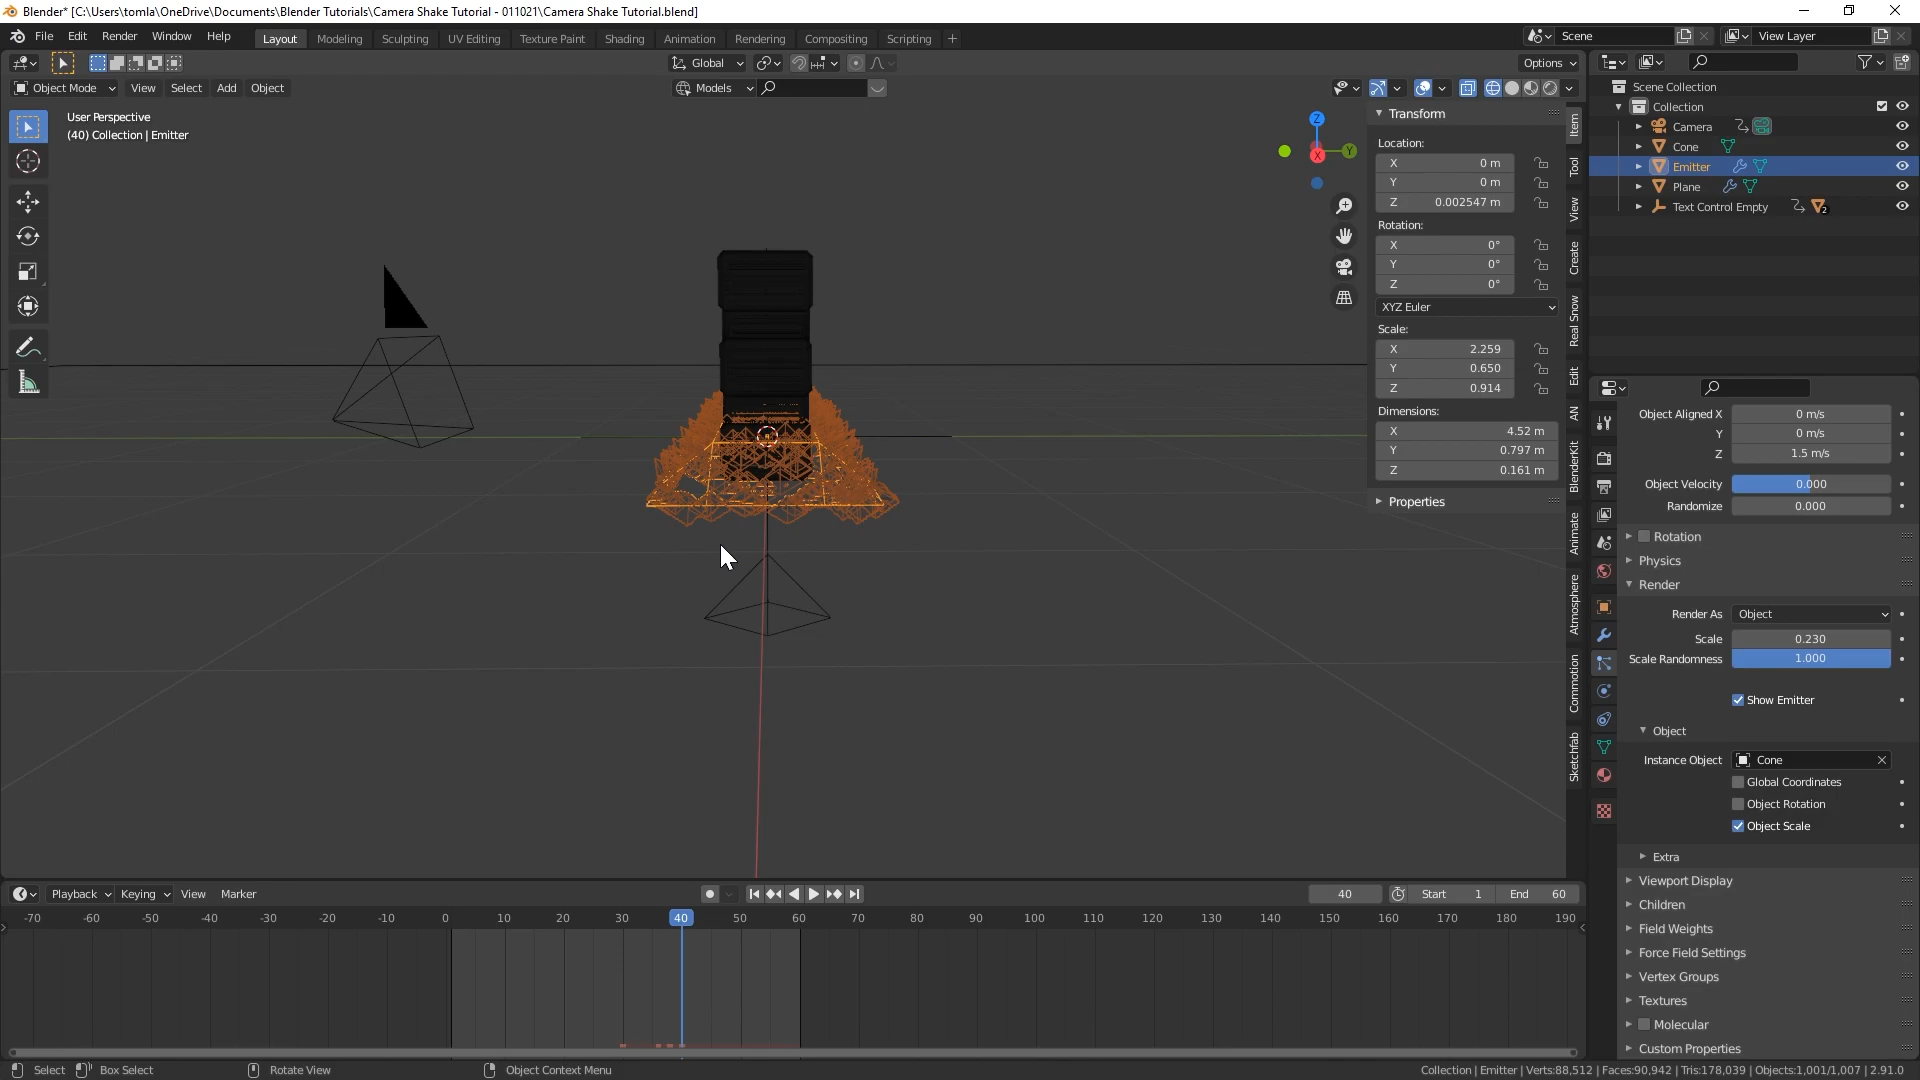 Blender* [C:\Users\tomla\OneDrive\Documents\Blender Tutorials\Camera Shake Tutorial - 011021\Camera Shake Tutorial.blend]
File Edit Render Window Help Layout Modeling Sculpting UV Editing Texture Paint Shading Animation Rendering Compositing Scripting + Scene View Layer
Global Options
Object Mode View Select Add Object Models
User Perspective
(40) Collection | Emitter
Z
Y
X
Transform
Location:
X 0 m
Y 0 m
Z 0.002547 m
Rotation:
X 0°
Y 0°
Z 0°
XYZ Euler
Scale:
X 2.259
Y 0.650
Z 0.914
Dimensions:
X 4.52 m
Y 0.797 m
Z 0.161 m
Properties
Item
Tool
View
Create
Real Snow
Edit
AN
BlenderKit
Animate
Atmosphere
Commotion
Sketchfab
Scene Collection
Collection
Camera
Cone
Emitter
Plane
Text Control Empty 2
Object Aligned X 0 m/s
Y 0 m/s
Z 1.5 m/s
Object Velocity 0.000
Randomize 0.000
Rotation
Physics
Render
Render As Object
Scale 0.230
Scale Randomness 1.000
Show Emitter
Object
Instance Object Cone
Global Coordinates
Object Rotation
Object Scale
Extra
Viewport Display
Children
Field Weights
Force Field Settings
Vertex Groups
Textures
Molecular
Custom Properties
Playback Keying View Marker 40 Start 1 End 60
-70 -60 -50 -40 -30 -20 -10 0 10 20 30 40 50 60 70 80 90 100 110 120 130 140 150 160 170 180 190
Select Box Select Rotate View Object Context Menu Collection | Emitter | Verts:88,512 | Faces:90,942 | Tris:178,039 | Objects:1,001/1,007 | 2.91.0